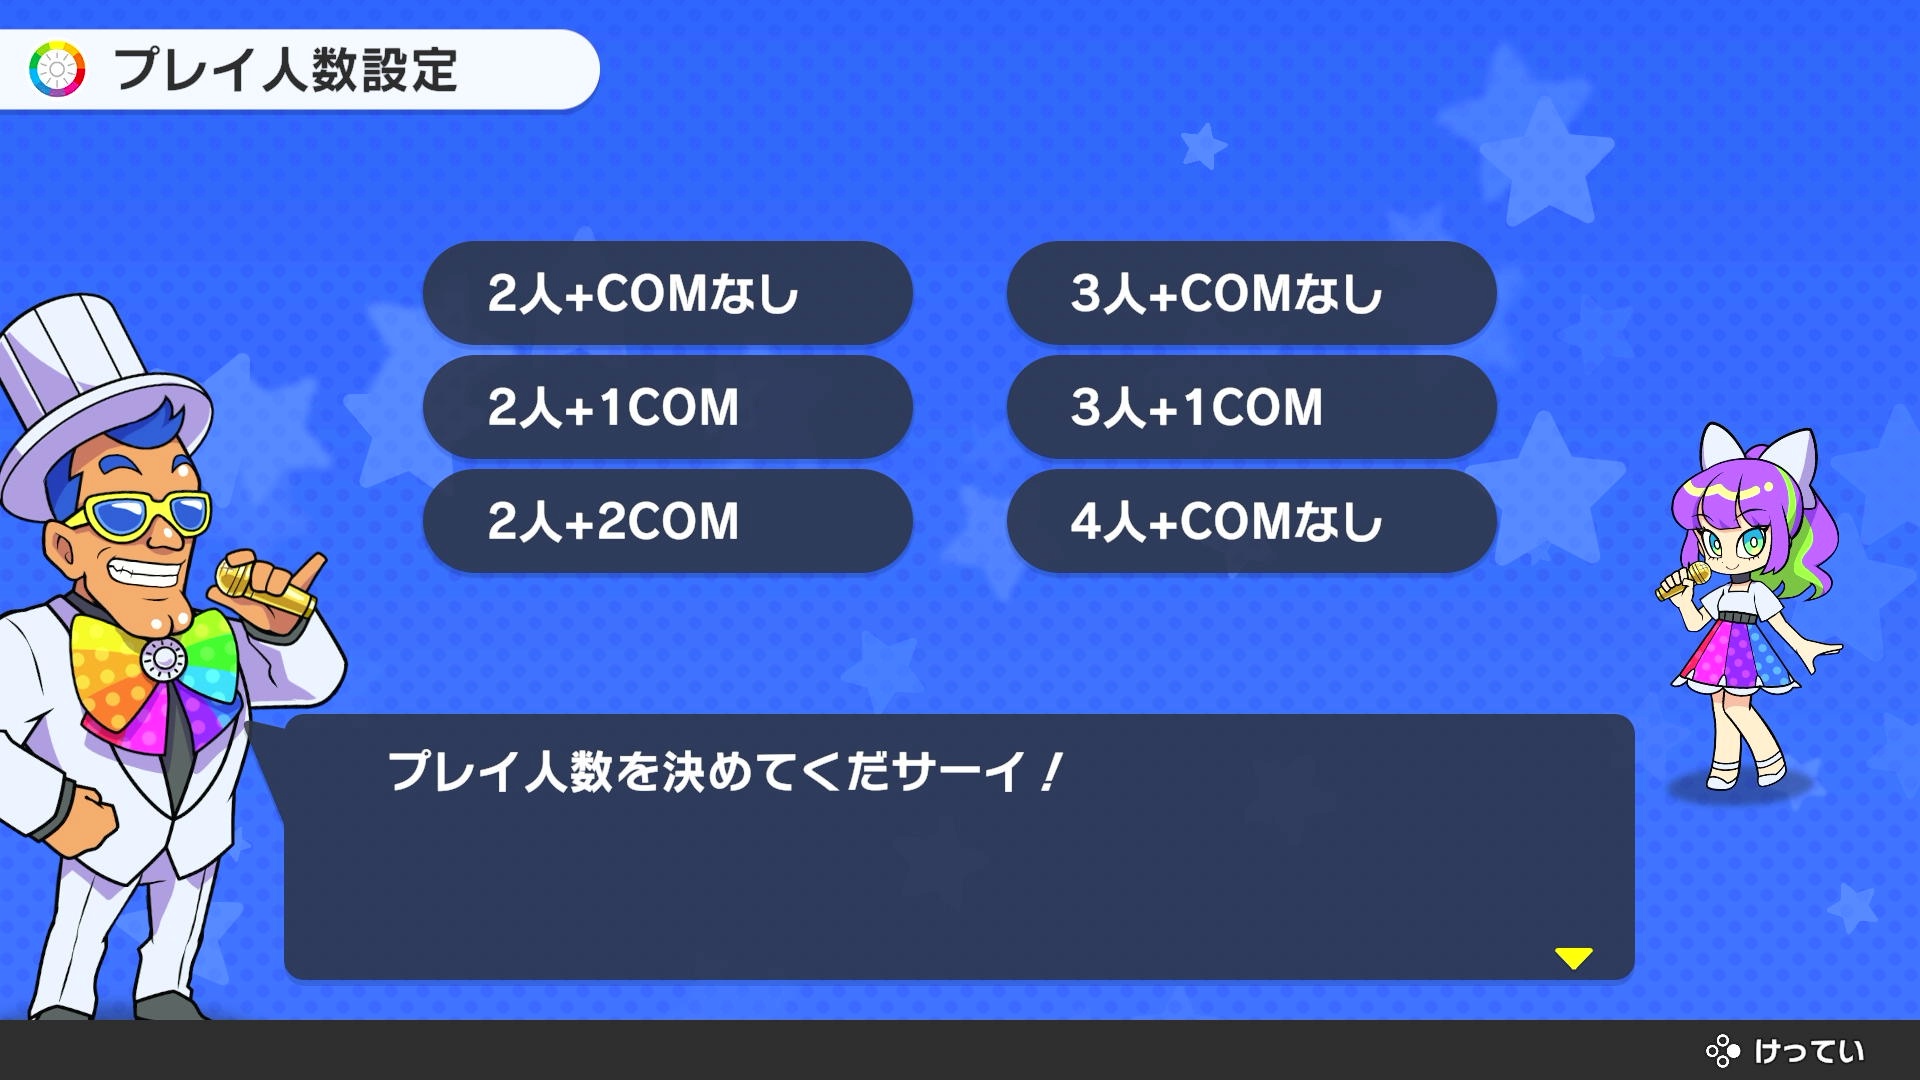 プレイ人数設定
2人+COMなし
3人+COMなし
2人+1COM
3人+1COM
2人+2COM
4人+COMなし
プレイ人数を決めてくだサーイ！
けってい